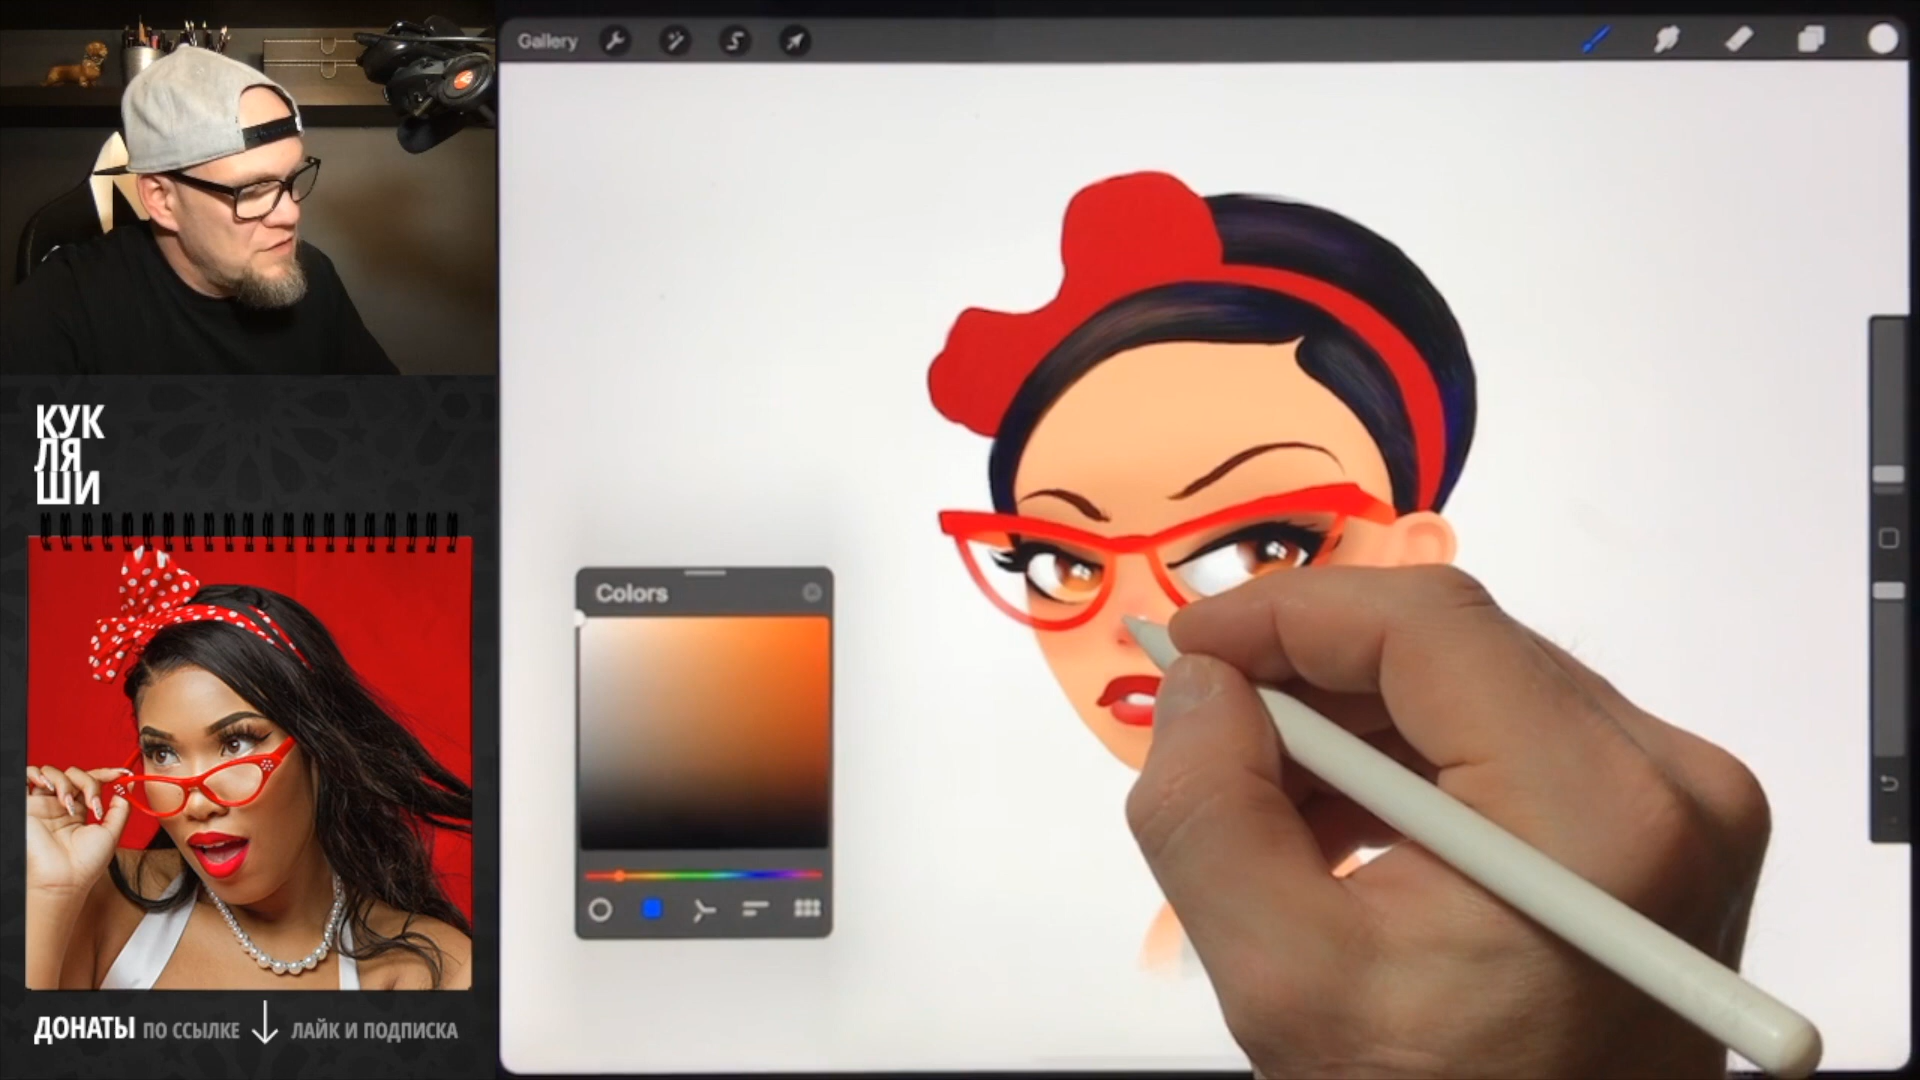 Gallery
КУК
ЛЯ
ШИ
Colors
ДОНАТЫ ПО ССЫЛКЕ ↓ ЛАЙК И ПОДПИСКА